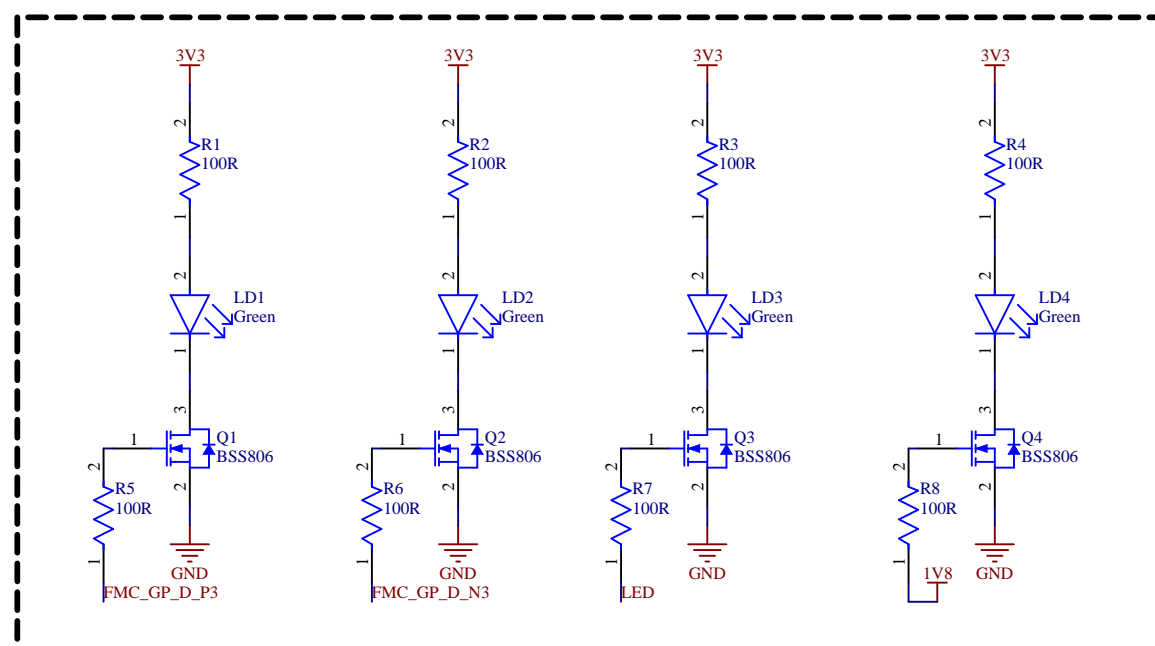 3V3
3V3
3V3
3V3
2
2
2
2
R1
100R
R2
100R
R3
100R
R4
100R
1
1
1
1
2
2
2
2
LD1
Green
LD2
Green
LD3
Green
LD4
Green
1
1
1
1
3
3
3
3
1
1
1
1
Q1
BSS806
Q2
BSS806
Q3
BSS806
Q4
BSS806
2
2
2
2
2
2
2
2
R5
100R
R6
100R
R7
100R
R8
100R
1
1
1
1
GND
GND
GND
1V8
GND
FMC_GP_D_P3
FMC_GP_D_N3
LED